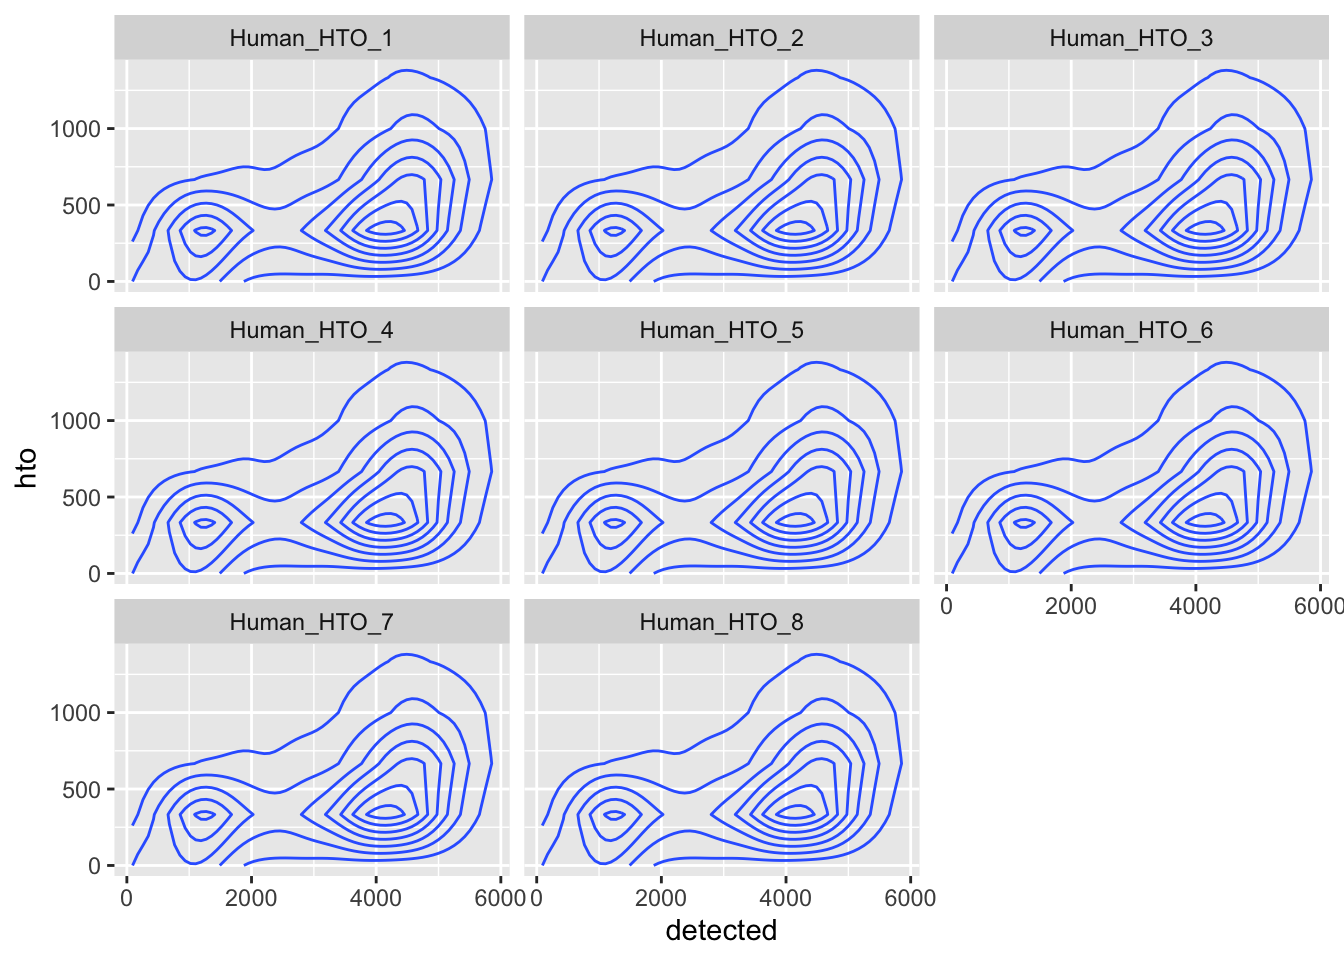 Human_HTO_1 Human_HTO_2 Human_HTO_3
1000
500
0
Human_HTO_4 Human_HTO_5 Human_HTO_6
1000
500
0
0 2000 4000 6000
Human_HTO_7 Human_HTO_8
1000
500
0
0 2000 4000 6000 0 2000 4000 6000
detected
hto